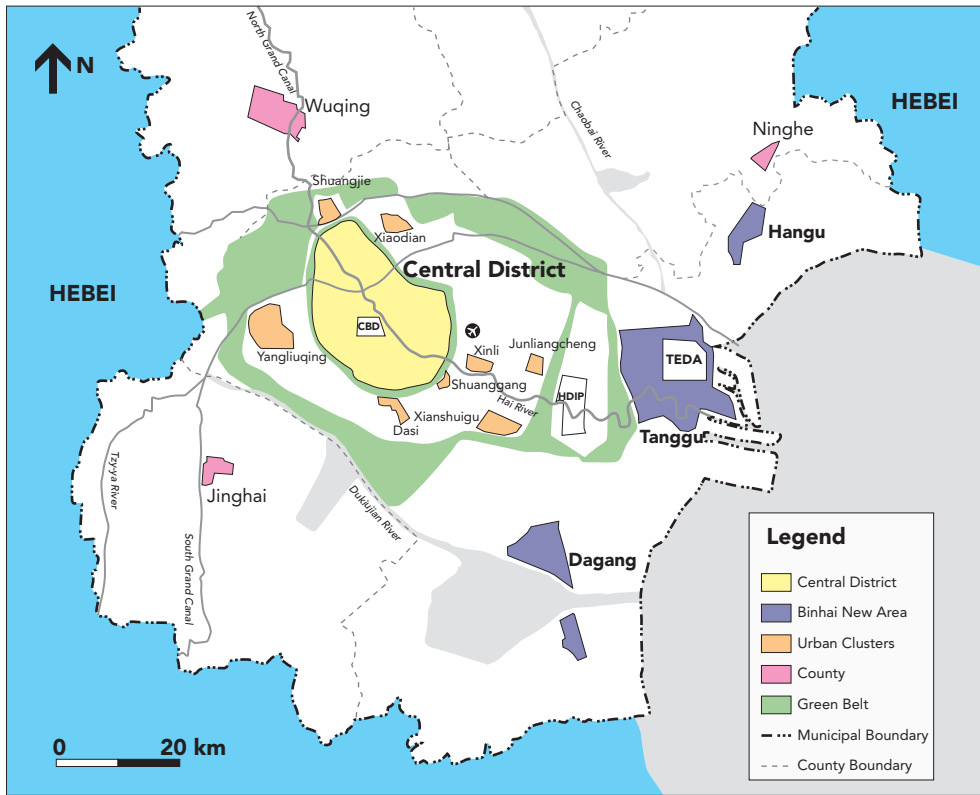 N
North Grand Canal
Wuqing
Chaobai River
HEBEI
Ninghe
Shuangjie
Xiaodian
Hangu
Central District
HEBEI
CBD
Yangliuqing
Xinli
Junliangcheng
TEDA
Shuanggang
HDIP
Hai River
Xianshuigu
Dasi
Tanggu
Tzy-ya River
Jinghai
Dukiujian River
South Grand Canal
Dagang
Legend
Central District
Binhai New Area
Urban Clusters
County
Green Belt
Municipal Boundary
County Boundary
0 20 km